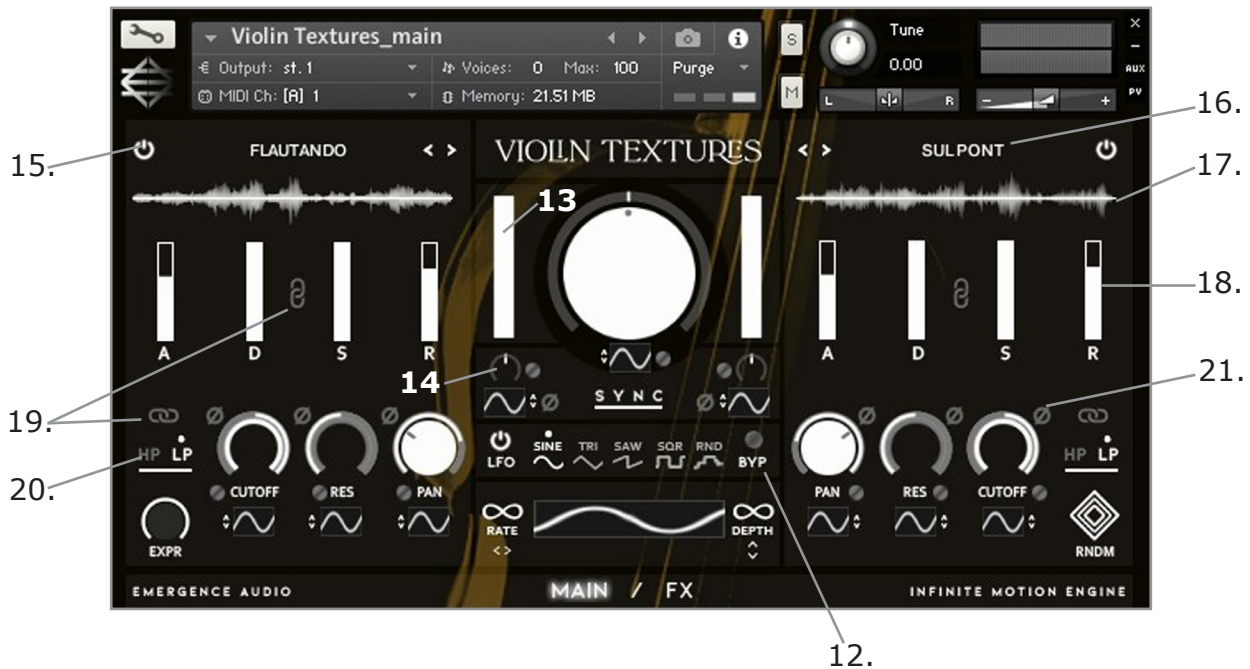 Violin Textures_main
Output: st.1
Voices: 0 Max: 100
Purge
MIDI Ch: [A] 1
Memory: 21.51 MB
S
M
Tune
0.00
L R
- +
×
–
AUX
PV
15.
FLAUTANDO
< >
VIOLIN TEXTURES
< >
SUL PONT
16.
17.
13
18.
A D S R
A D S R
14
SYNC
19.
21.
HP LP
CUTOFF RES PAN
LFO SINE TRI SAW SQR RND BYP
PAN RES CUTOFF
HP LP
20.
EXPR
RATE
< >
DEPTH
RNDM
EMERGENCE AUDIO
MAIN / FX
INFINITE MOTION ENGINE
12.